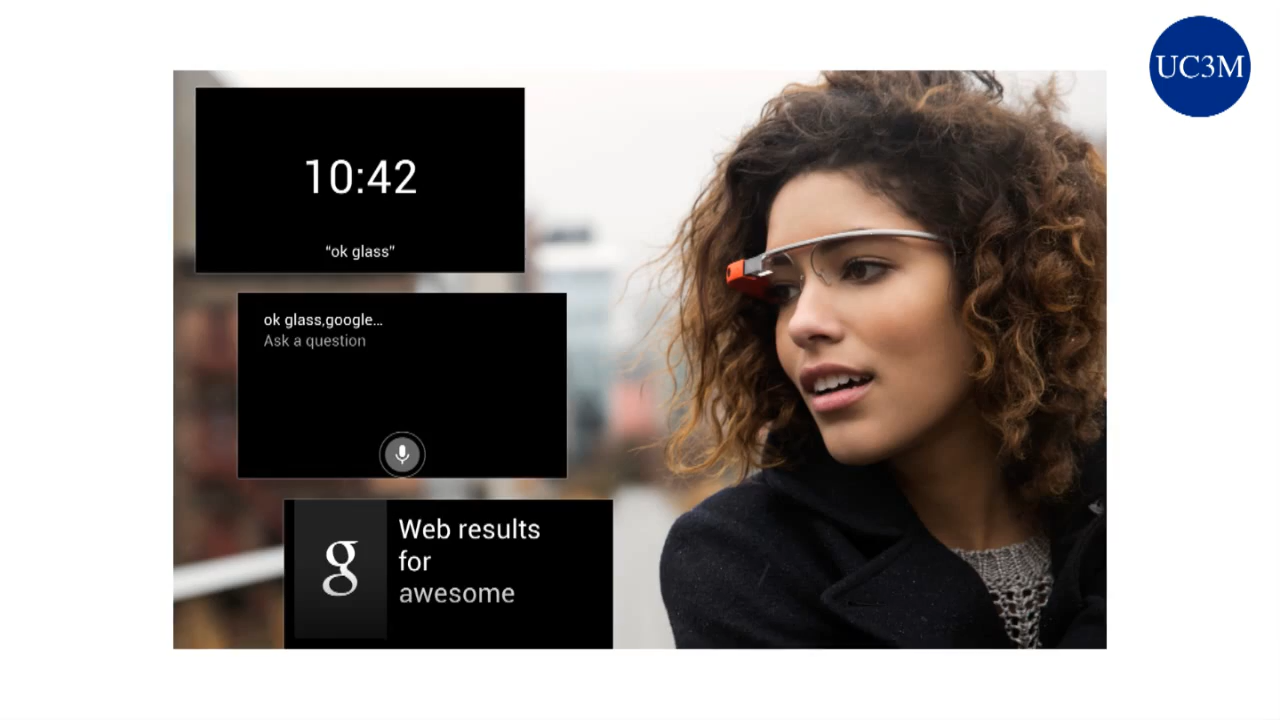 UC3M
10:42
“ok glass”
ok glass,google...
Ask a question
g
Web results
for
awesome